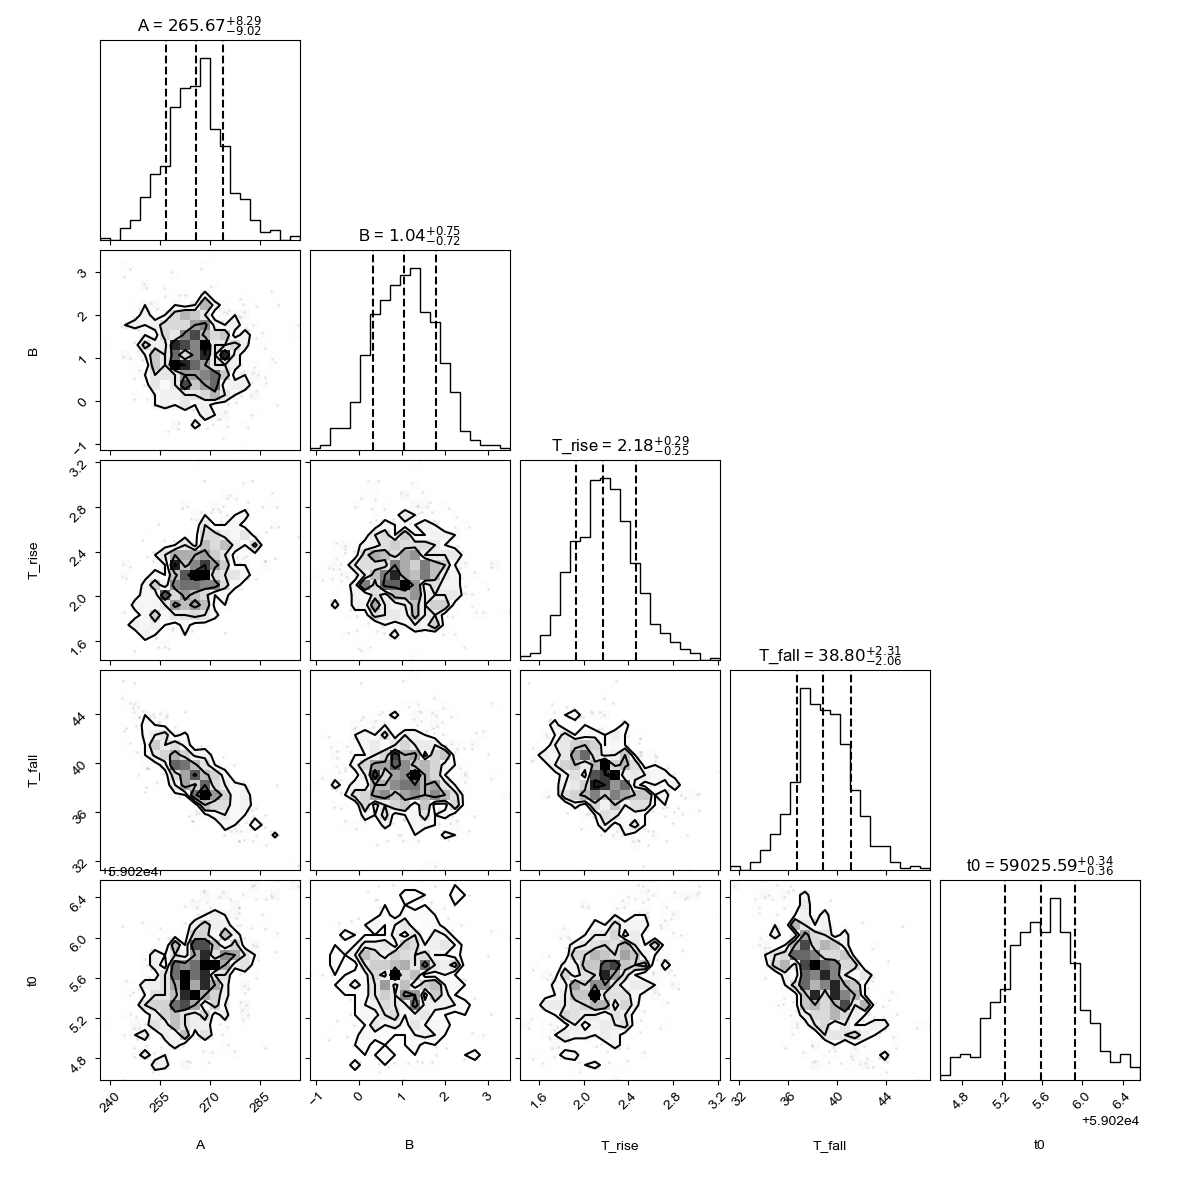 A = 265.67+8.29−9.02
B = 1.04+0.75−0.72
3
2
1
0
−1
B
T_rise = 2.18+0.29−0.25
3.2
2.8
2.4
2.0
1.6
T_rise
T_fall = 38.80+2.31−2.06
44
40
36
32
T_fall
+5.902e4
t0 = 59025.59+0.34−0.36
6.4
6.0
5.6
5.2
4.8
t0
240 255 270 285 −1 0 1 2 3 1.6 2.0 2.4 2.8 3.2 32 36 40 44 4.8 5.2 5.6 6.0 6.4
+5.902e4
A B T_rise T_fall t0